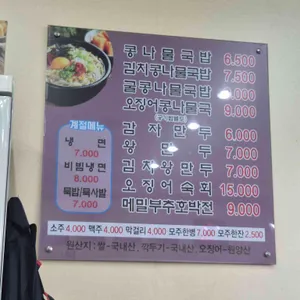 콩나물국밥 6.500
김치콩나물국밥 7.500
굴콩나물국밥 8.000
오징어콩나물국 9.000
감자만두 6.000
왕만두 7.000
김치왕만두 7.000
오징어숙회 15.000
메밀부추호박전 9.000
계절메뉴
냉면
7.000
비빔냉면
8.000
묵밥/묵사발
7.000
소주 4.000 맥주 4.000 막걸리 4.000 모주한병 7.000 모주한잔 2.500
원산지 : 쌀-국내산, 깍두기-국내산, 오징어-원양산